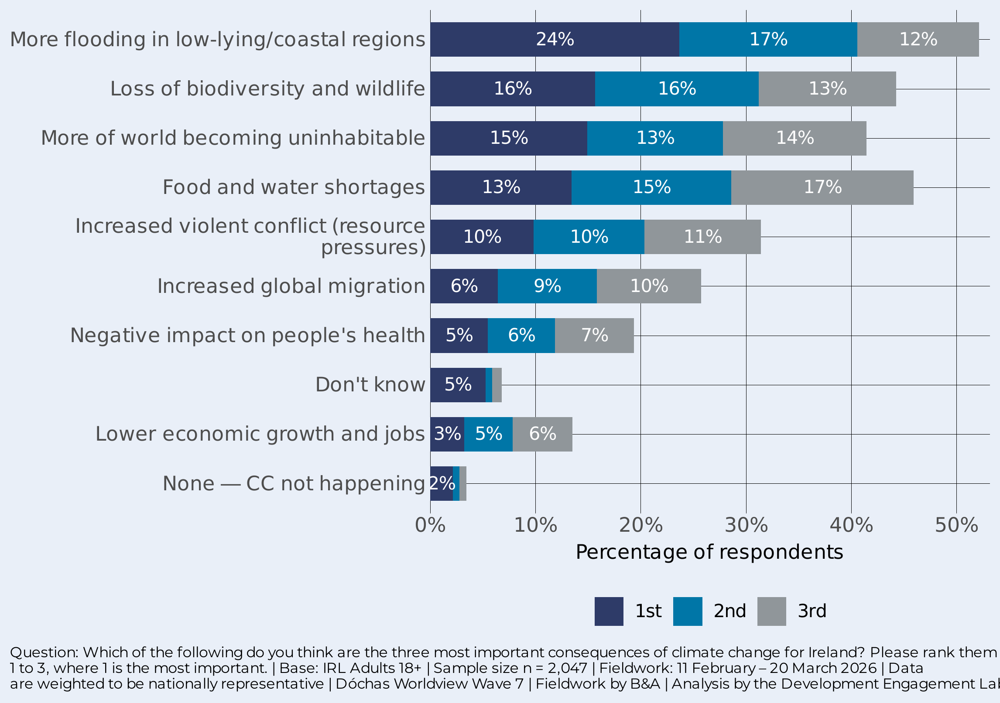 More flooding in low-lying/coastal regions 24% 17% 12%
Loss of biodiversity and wildlife 16% 16% 13%
More of world becoming uninhabitable 15% 13% 14%
Food and water shortages 13% 15% 17%
Increased violent conflict (resource
pressures) 10% 10% 11%
Increased global migration 6% 9% 10%
Negative impact on people's health 5% 6% 7%
Don't know 5%
Lower economic growth and jobs 3% 5% 6%
None — CC not happening 2%
0% 10% 20% 30% 40% 50%
Percentage of respondents
1st 2nd 3rd
Question: Which of the following do you think are the three most important consequences of climate change for Ireland? Please rank them
1 to 3, where 1 is the most important. | Base: IRL Adults 18+ | Sample size n = 2,047 | Fieldwork: 11 February – 20 March 2026 | Data
are weighted to be nationally representative | Dóchas Worldview Wave 7 | Fieldwork by B&A | Analysis by the Development Engagement Lab